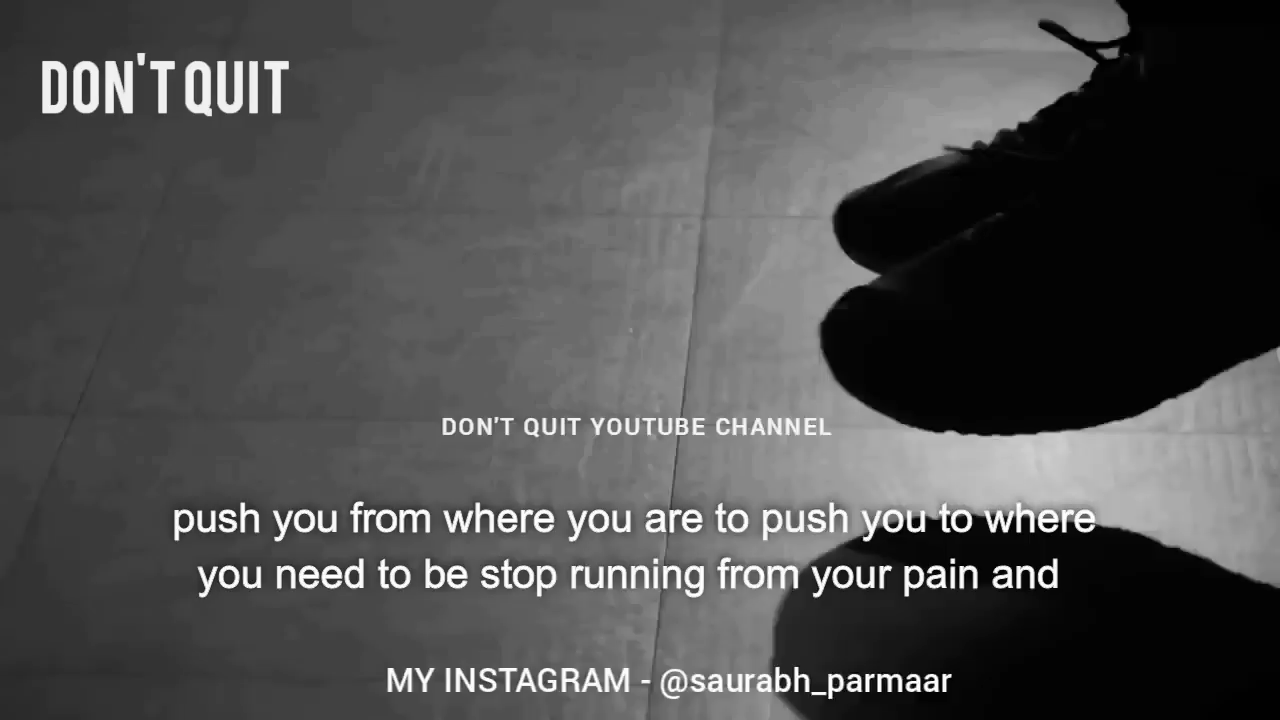 DON'T QUIT
DON'T QUIT YOUTUBE CHANNEL
push you from where you are to push you to where
you need to be stop running from your pain and
MY INSTAGRAM - @saurabh_parmaar